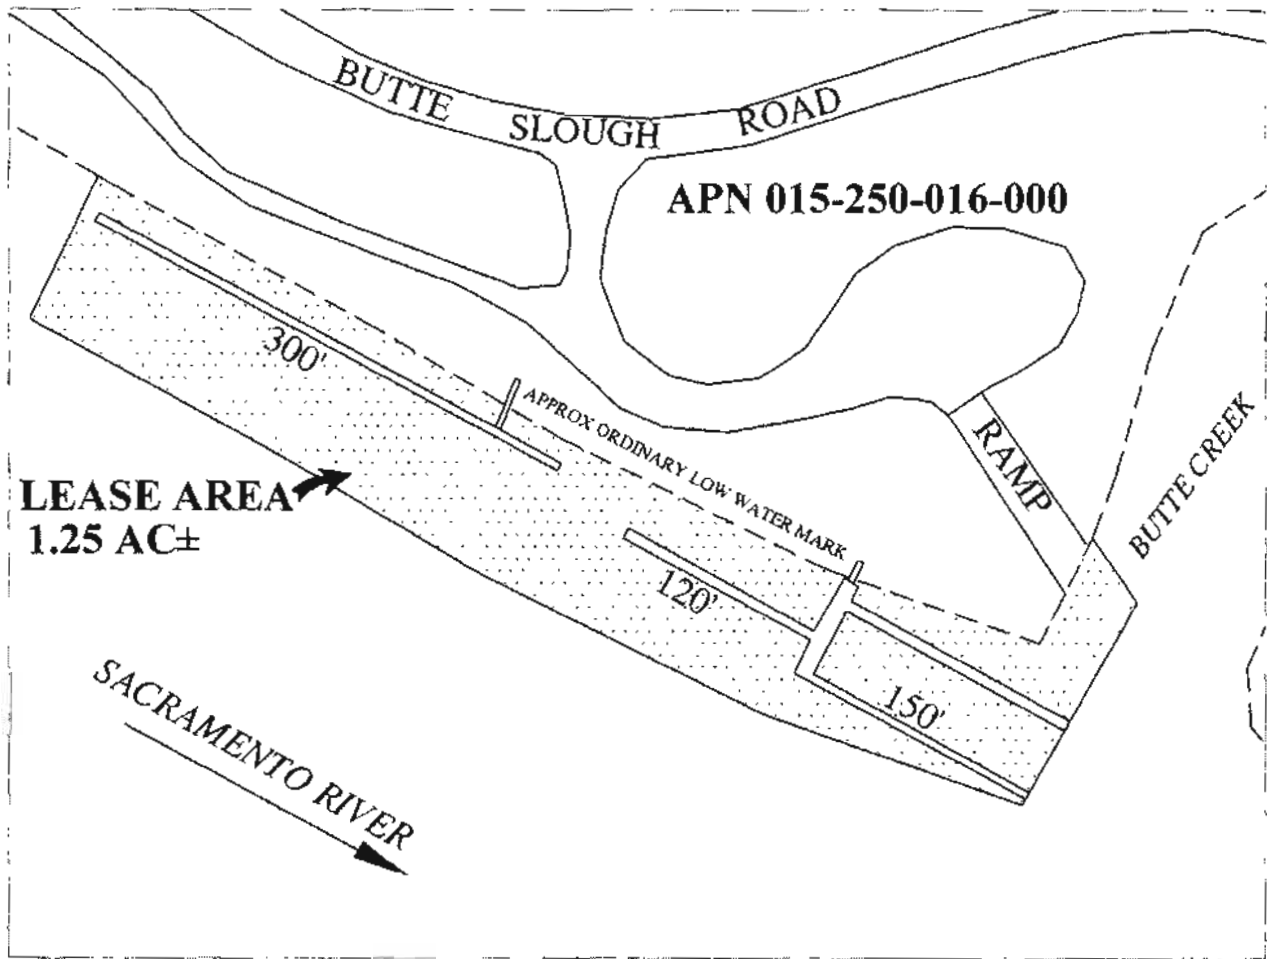 BUTTE SLOUGH ROAD
APN 015-250-016-000
300'
APPROX ORDINARY LOW WATER MARK
RAMP
BUTTE CREEK
LEASE AREA
1.25 AC±
120'
150'
SACRAMENTO RIVER